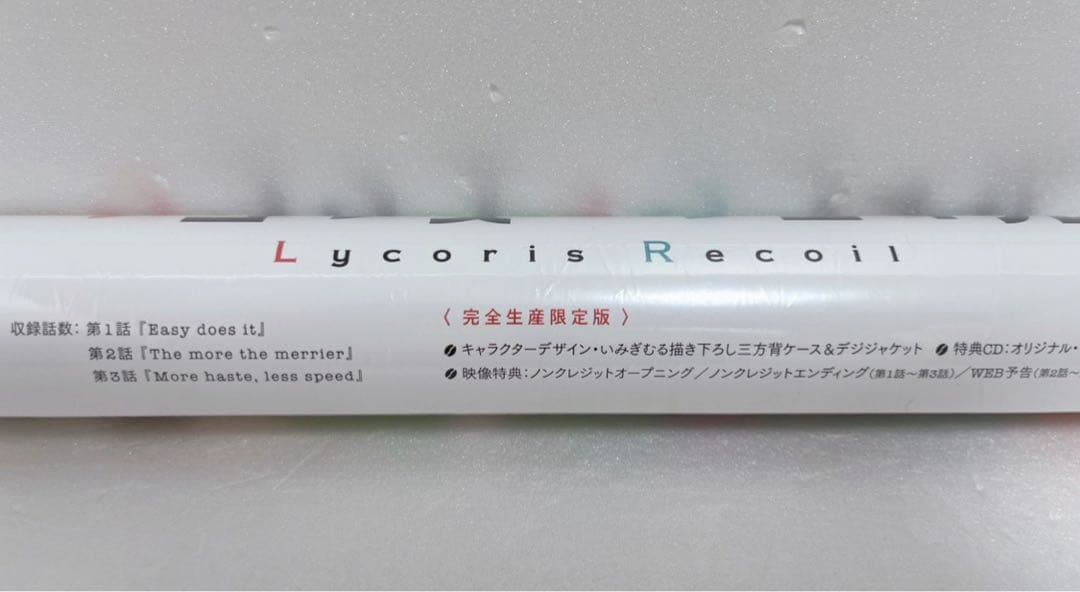 Lycoris Recoil
収録話数: 第1話『Easy does it』
第2話『The more the merrier』
第3話『More haste, less speed』
〈 完全生産限定版 〉
キャラクターデザイン・いみぎむる描き下ろし三方背ケース&デジジャケット 特典CD:オリジナル・
映像特典:ノンクレジットオープニング/ノンクレジットエンディング(第1話~第3話)/WEB予告(第2話~